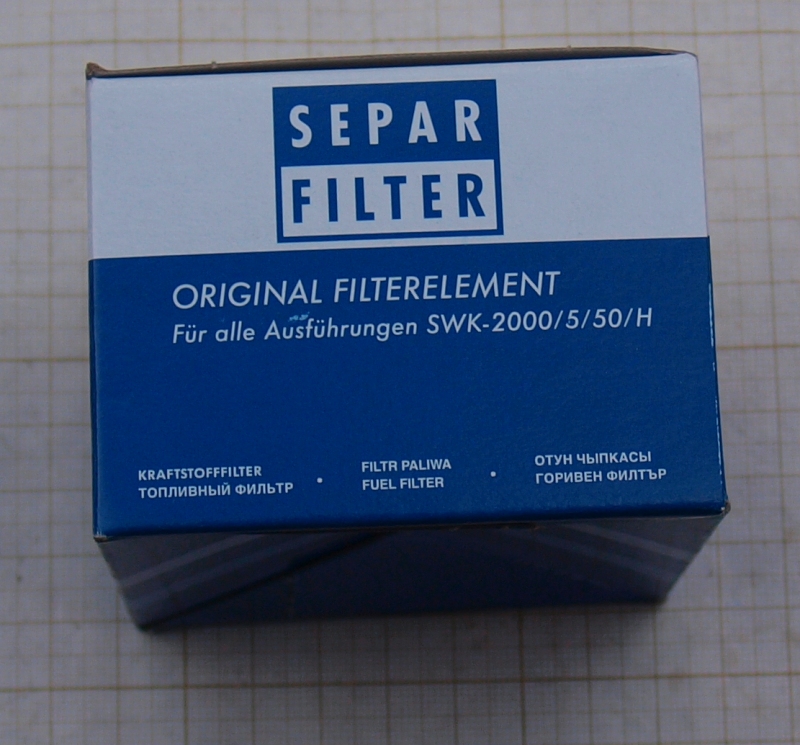 SEPAR
FILTER
ORIGINAL FILTERELEMENT
Für alle Ausführungen SWK-2000/5/50/H
KRAFTSTOFFFILTER
ТОПЛИВНЫЙ ФИЛЬТР
•
FILTR PALIWA
FUEL FILTER
•
ОТУН ЧЫПКАСЫ
ГОРИВЕН ФИЛТЪР